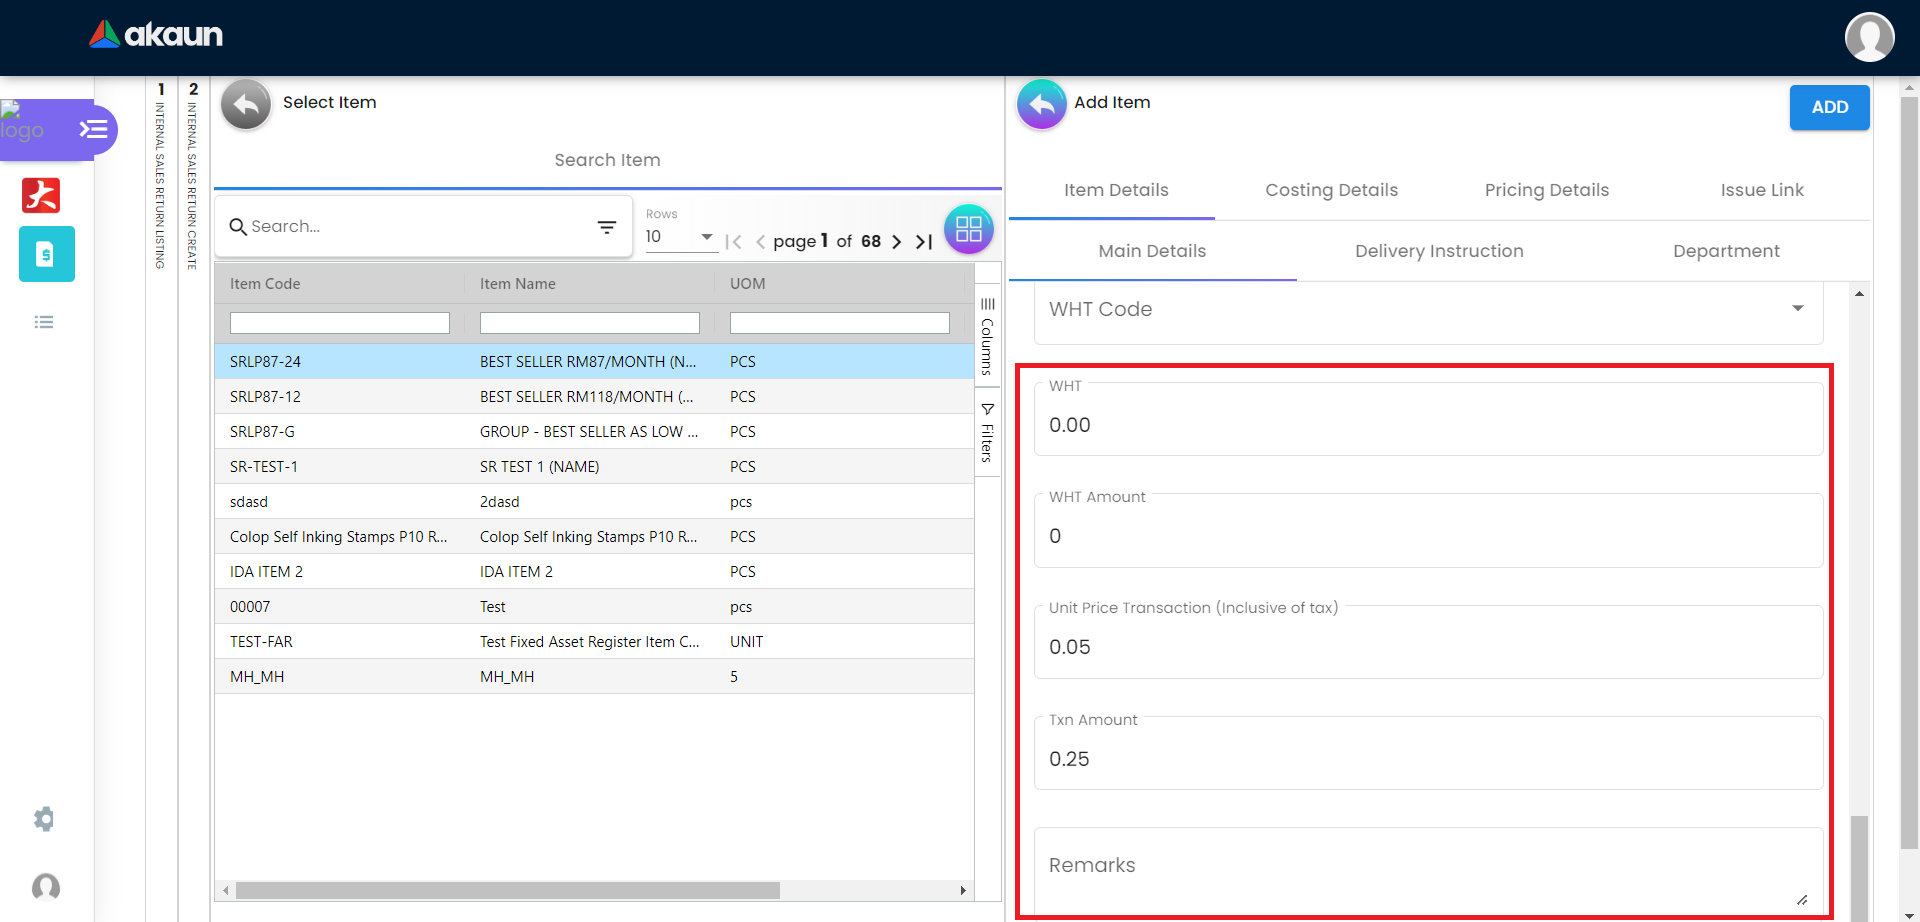 akaun
logo
1
INTERNAL SALES RETURN LISTING
2
INTERNAL SALES RETURN CREATE
Select Item
Search Item
Search...
Rows
10
page 1 of 68
Item Code Item Name UOM
SRLP87-24 BEST SELLER RM87/MONTH (N... PCS
SRLP87-12 BEST SELLER RM118/MONTH (... PCS
SRLP87-G GROUP - BEST SELLER AS LOW ... PCS
SR-TEST-1 SR TEST 1 (NAME) PCS
sdasd 2dasd pcs
Colop Self Inking Stamps P10 R... Colop Self Inking Stamps P10 R... PCS
IDA ITEM 2 IDA ITEM 2 PCS
00007 Test pcs
TEST-FAR Test Fixed Asset Register Item C... UNIT
MH_MH MH_MH 5
Columns
Filters
Add Item
ADD
Item Details Costing Details Pricing Details Issue Link
Main Details Delivery Instruction Department
WHT Code
WHT
0.00
WHT Amount
0
Unit Price Transaction (Inclusive of tax)
0.05
Txn Amount
0.25
Remarks